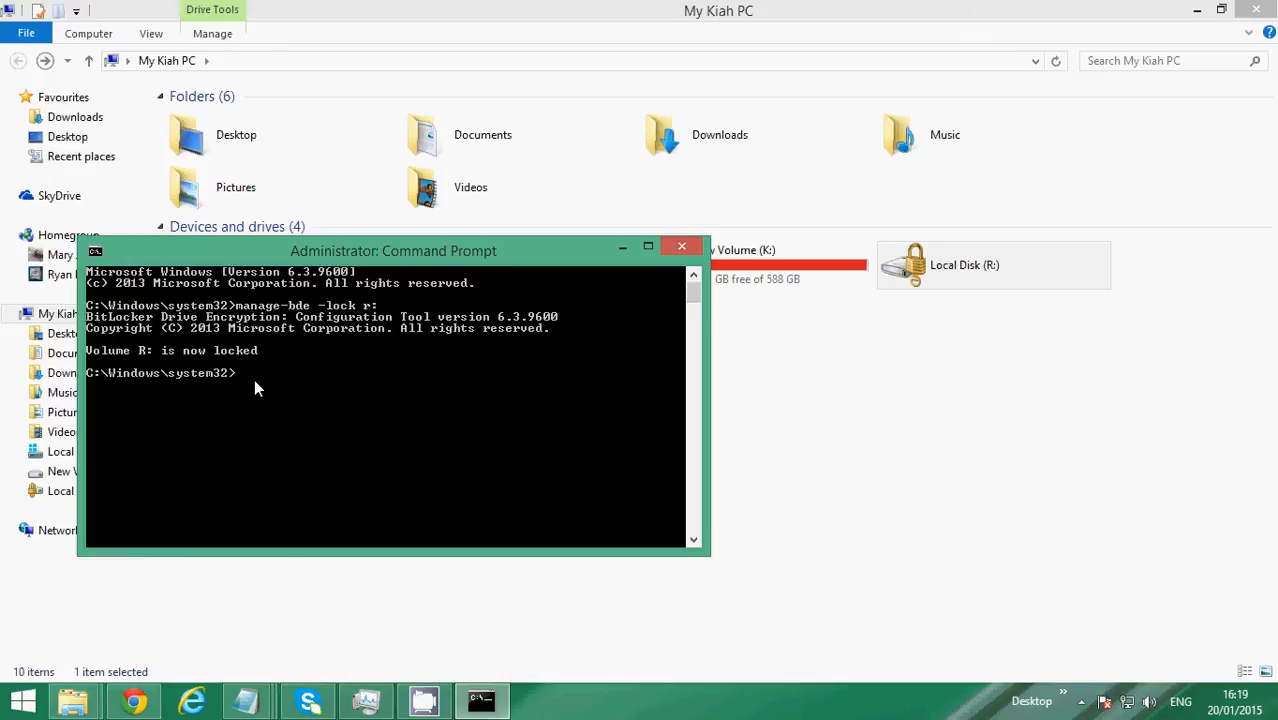 Drive Tools
My Kiah PC
File
Computer
View
Manage
My Kiah PC
Search My Kiah PC
Favourites
Downloads
Desktop
Recent places
SkyDrive
Homegroup
Mary
Ryan
My Kiah
Deskt
Docun
Down
Music
Pictur
Videos
Local
New V
Local
Network
Folders (6)
Desktop
Documents
Downloads
Music
Pictures
Videos
Devices and drives (4)
w Volume (K:)
GB free of 588 GB
Local Disk (R:)
Administrator: Command Prompt
Microsoft Windows [Version 6.3.9600]
(c) 2013 Microsoft Corporation. All rights reserved.
C:\Windows\system32>manage-bde -lock r:
BitLocker Drive Encryption: Configuration Tool version 6.3.9600
Copyright (C) 2013 Microsoft Corporation. All rights reserved.
Volume R: is now locked
C:\Windows\system32>
10 items
1 item selected
Desktop
ENG
16:19
20/01/2015